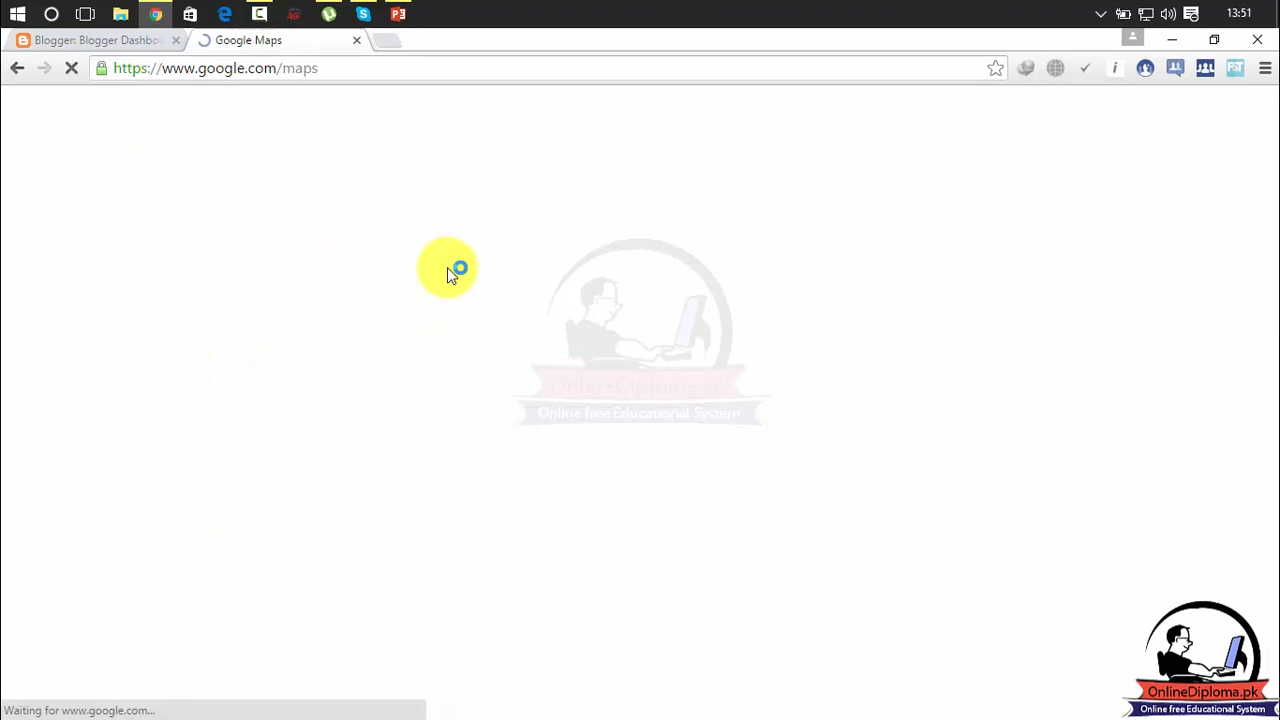 13:51
Blogger: Blogger Dashbo
Google Maps
https://www.google.com/maps
OnlineDiploma.pk
Online free Educational System
Waiting for www.google.com...
OnlineDiploma.pk
Online free Educational System